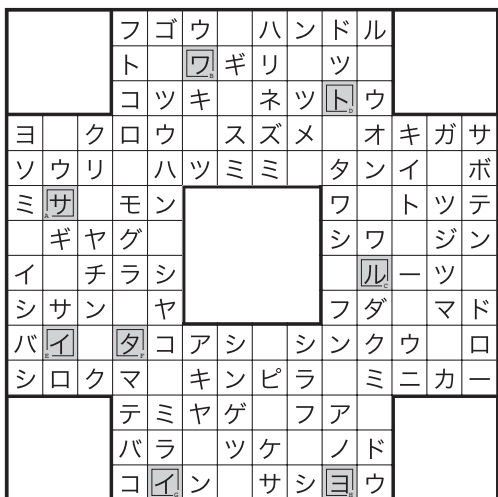 フ ゴ ウ ハ ン ド ル
ト ワ B ギ リ ツ
コ ツ キ ネ ツ ト D ウ
ヨ ク ロ ウ ス ズ メ オ キ ガ サ
ソ ウ リ ハ ツ ミ ミ タ ン イ ボ
ミ サ A モ ン ワ ト ツ テ
ギ ヤ グ シ ワ ジ ン
イ チ ラ シ ル C ー ツ
シ サ ン ヤ フ ダ マ ド
バ イ E タ F コ ア シ シ ン ク ウ ロ
シ ロ ク マ キ ン ピ ラ ミ ニ カ ー
テ ミ ヤ ゲ フ ア
バ ラ ツ ケ ノ ド
コ イ G ン サ シ ヨ H ウ